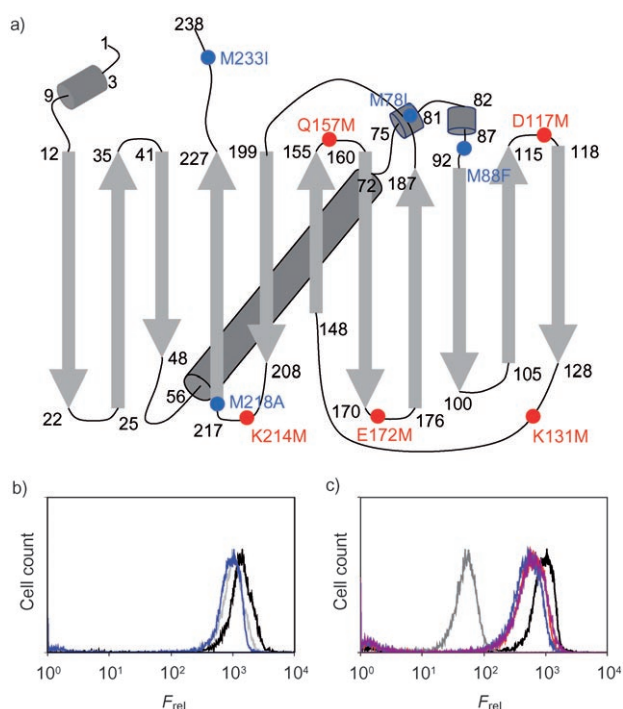 a)
238
M233I
1
3
9
M78I
82
81
Q157M
D117M
75
87
12
35
41
227
199
155
160
92
115
118
M88F
72
187
148
48
208
56
105
128
M218A
100
22
25
217
170
176
K214M
E172M
K131M
b)
c)
Cell count
Cell count
10⁰ 10¹ 10² 10³ 10⁴
10⁰ 10¹ 10² 10³ 10⁴
Frel
Frel